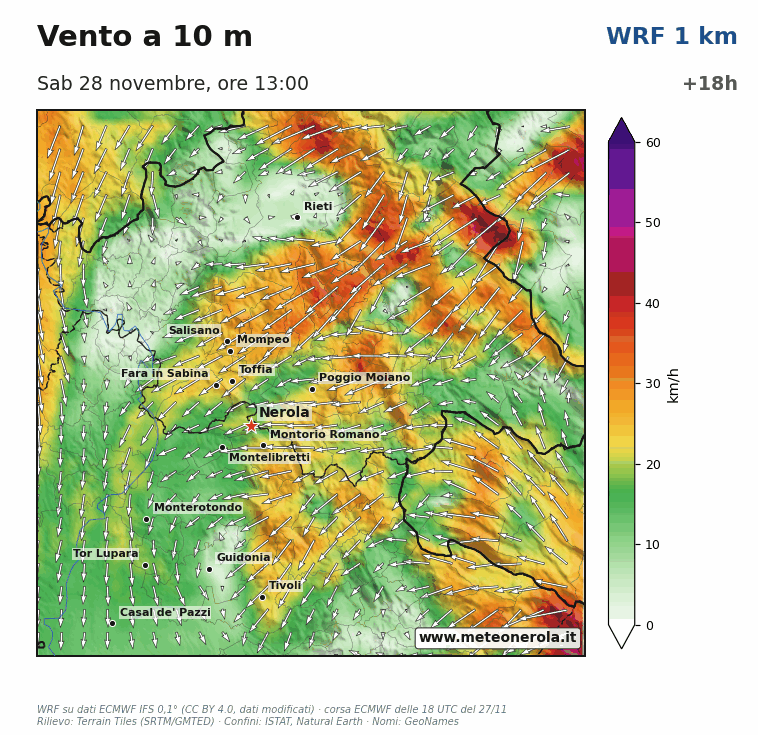 Vento a 10 m
WRF 1 km
Sab 28 novembre, ore 13:00
+18h
Rieti
Salisano
Mompeo
Fara in Sabina
Toffia
Poggio Moiano
Nerola
Montorio Romano
Montelibretti
Monterotondo
Tor Lupara
Guidonia
Tivoli
Casal de' Pazzi
www.meteonerola.it
60
50
40
30
20
10
0
km/h
WRF su dati ECMWF IFS 0,1° (CC BY 4.0, dati modificati) · corsa ECMWF delle 18 UTC del 27/11
Rilievo: Terrain Tiles (SRTM/GMTED) · Confini: ISTAT, Natural Earth · Nomi: GeoNames